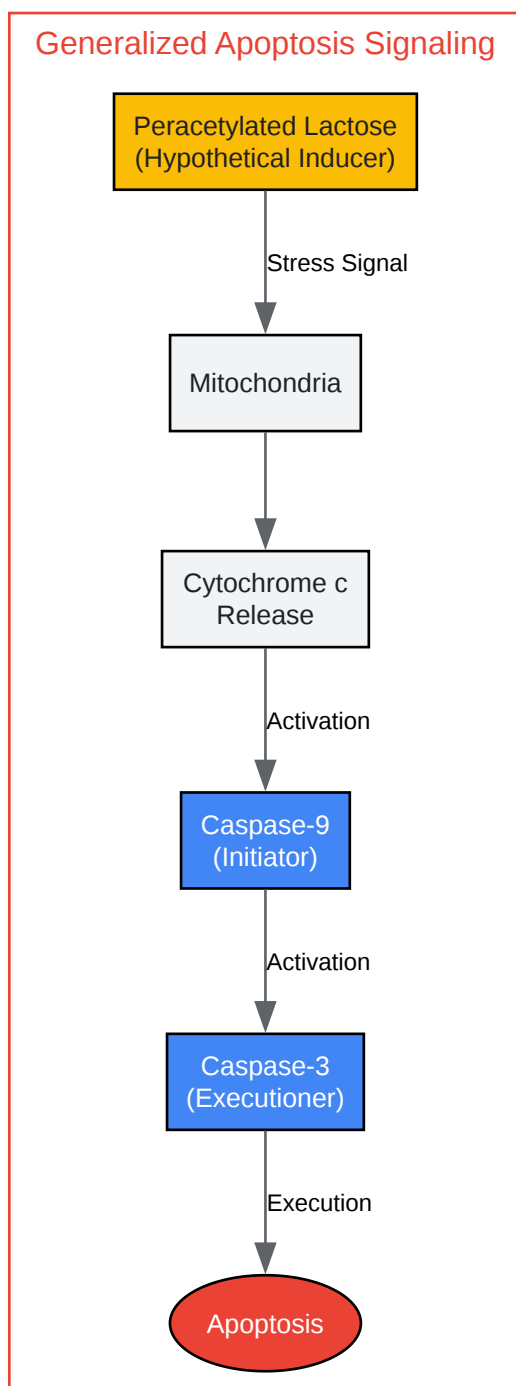 Generalized Apoptosis Signaling
Peracetylated Lactose
(Hypothetical Inducer)
Stress Signal
Mitochondria
Cytochrome c
Release
Activation
Caspase-9
(Initiator)
Activation
Caspase-3
(Executioner)
Execution
Apoptosis